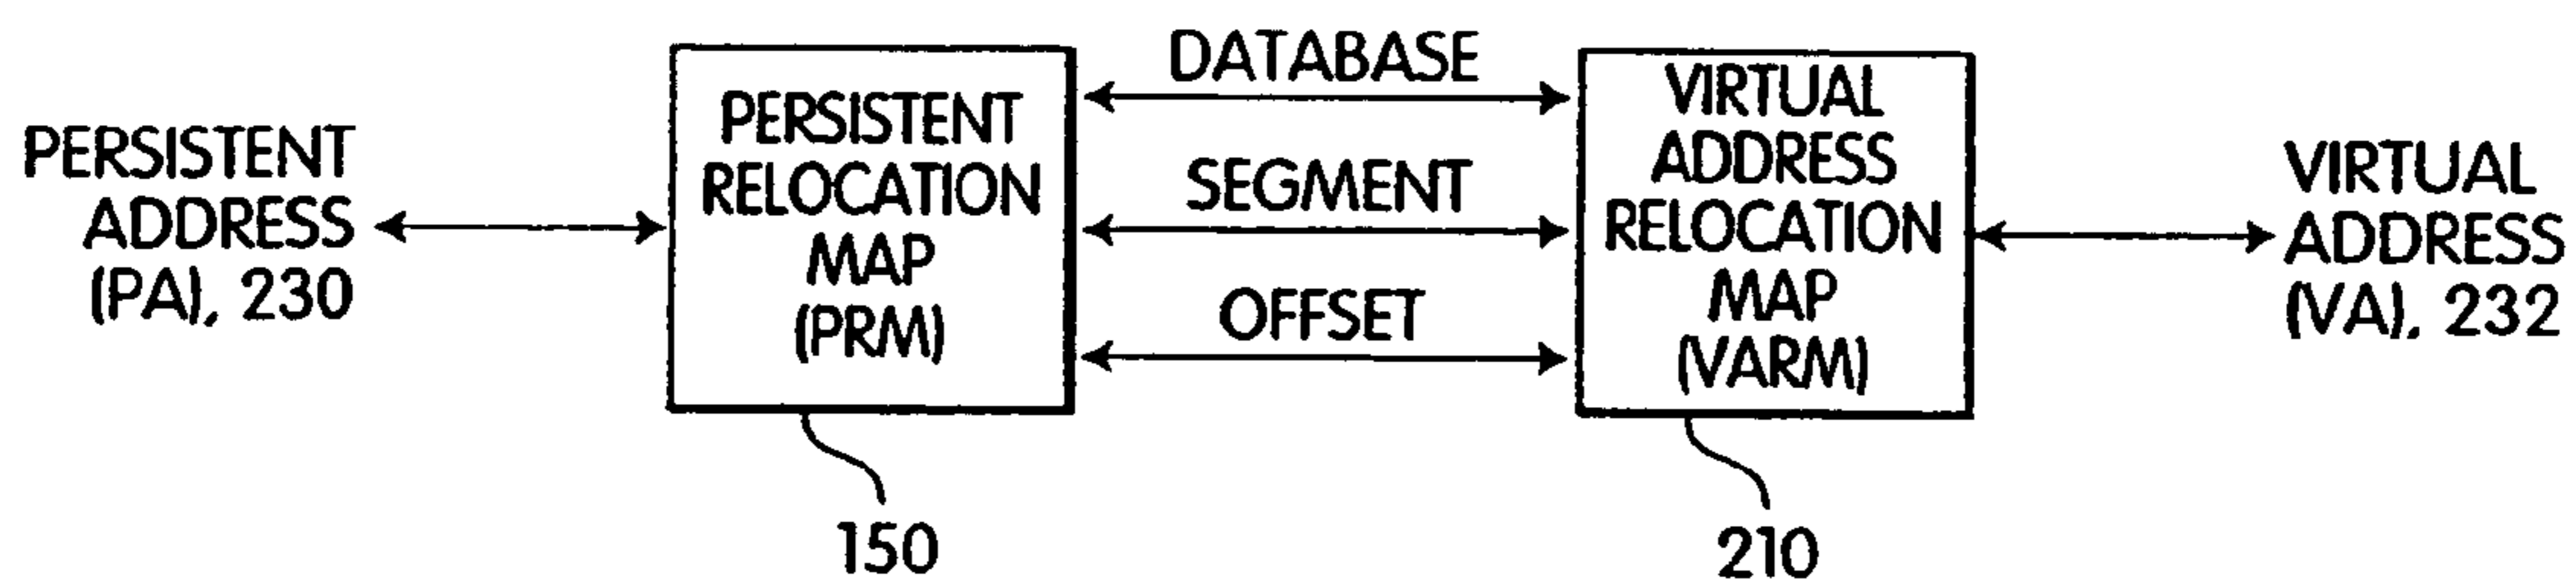 PERSISTENT
ADDRESS
(PA), 230
PERSISTENT
RELOCATION
MAP
(PRM)
150
DATABASE
SEGMENT
OFFSET
VIRTUAL
ADDRESS
RELOCATION
MAP
(VARM)
210
VIRTUAL
ADDRESS
(VA), 232